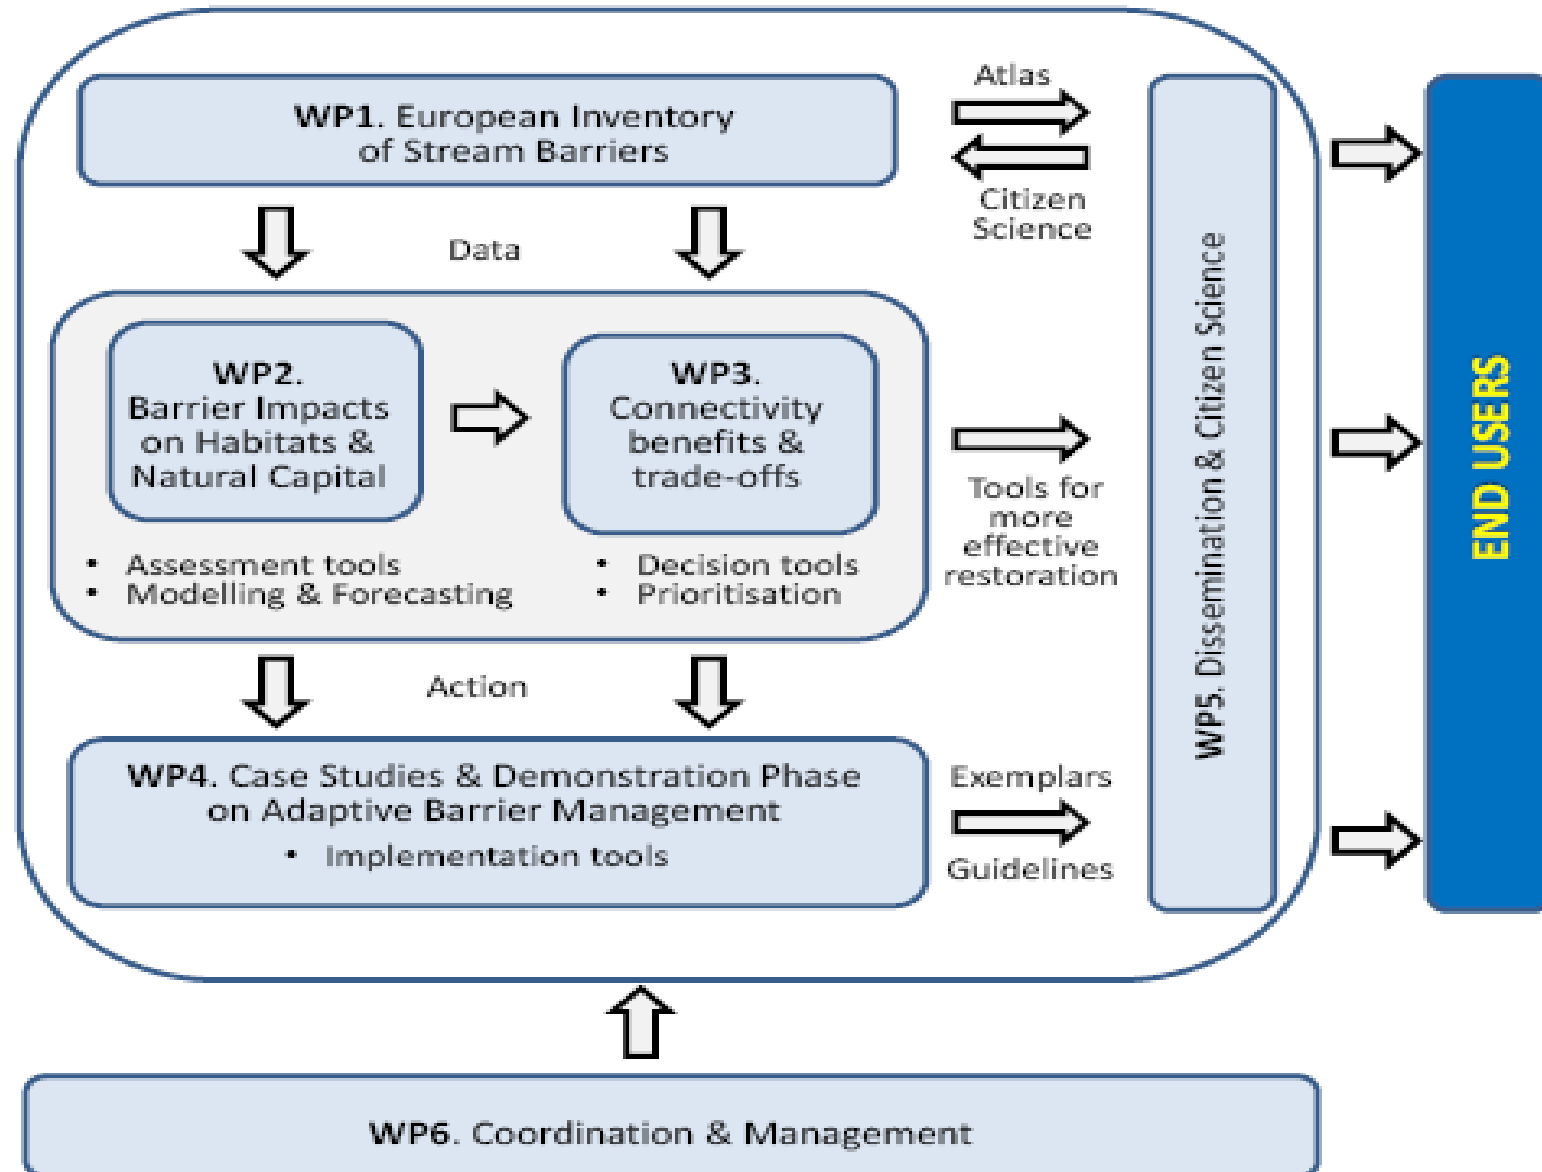 WP1. European Inventory
of Stream Barriers
Atlas
Citizen
Science
Data
WP2.
Barrier Impacts
on Habitats &
Natural Capital
WP3.
Connectivity
benefits &
trade-offs
• Assessment tools
• Modelling & Forecasting
• Decision tools
• Prioritisation
Tools for
more
effective
restoration
Action
WP4. Case Studies & Demonstration Phase
on Adaptive Barrier Management
• Implementation tools
Exemplars
Guidelines
WP5. Dissemination & Citizen Science
END USERS
WP6. Coordination & Management